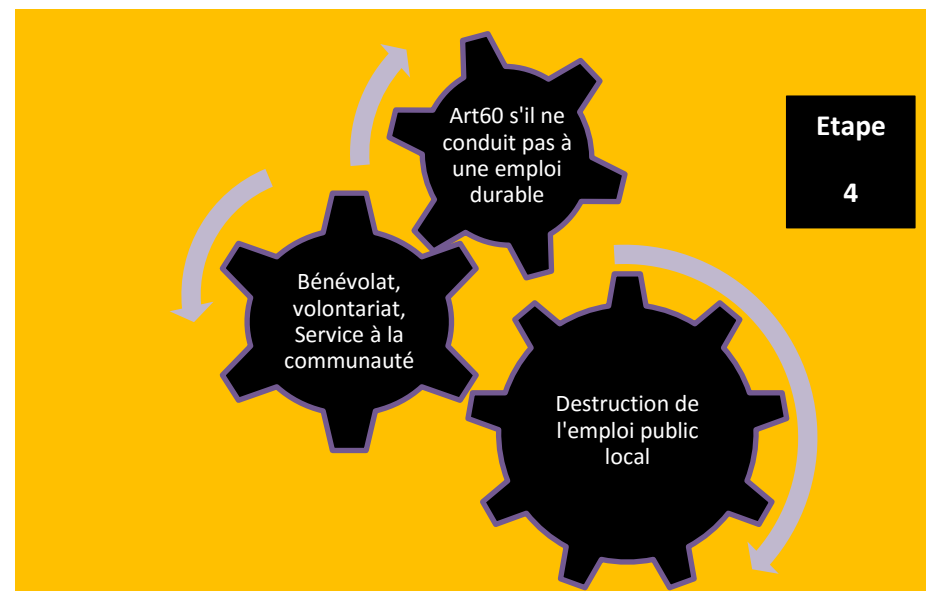 Art60 s'il ne
conduit pas à
une emploi
durable
Etape
4
Bénévolat,
volontariat,
Service à la
communauté
Destruction de
l'emploi public
local